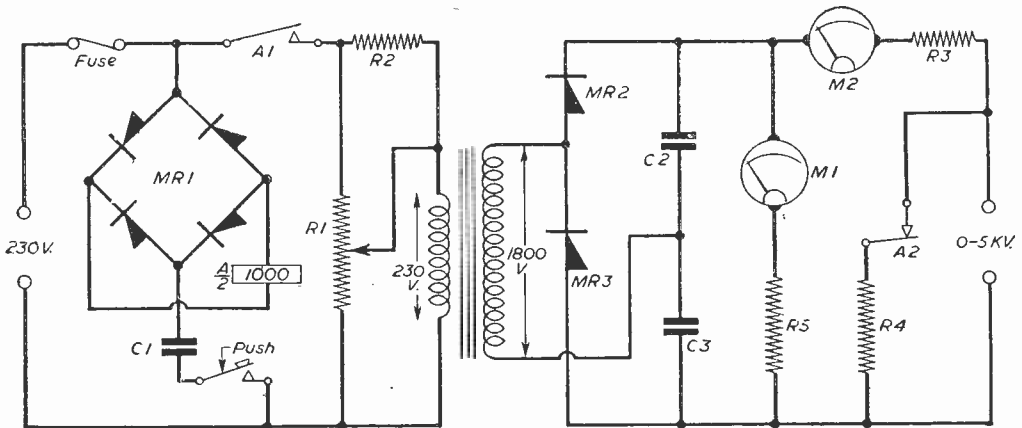 Fuse
A1
R2
MR1
230V.
A/2 1000
R1
230 V.
C1
Push
MR2
1800 V.
MR3
C2
C3
M2
R3
M1
R5
A2
R4
0-5KV.